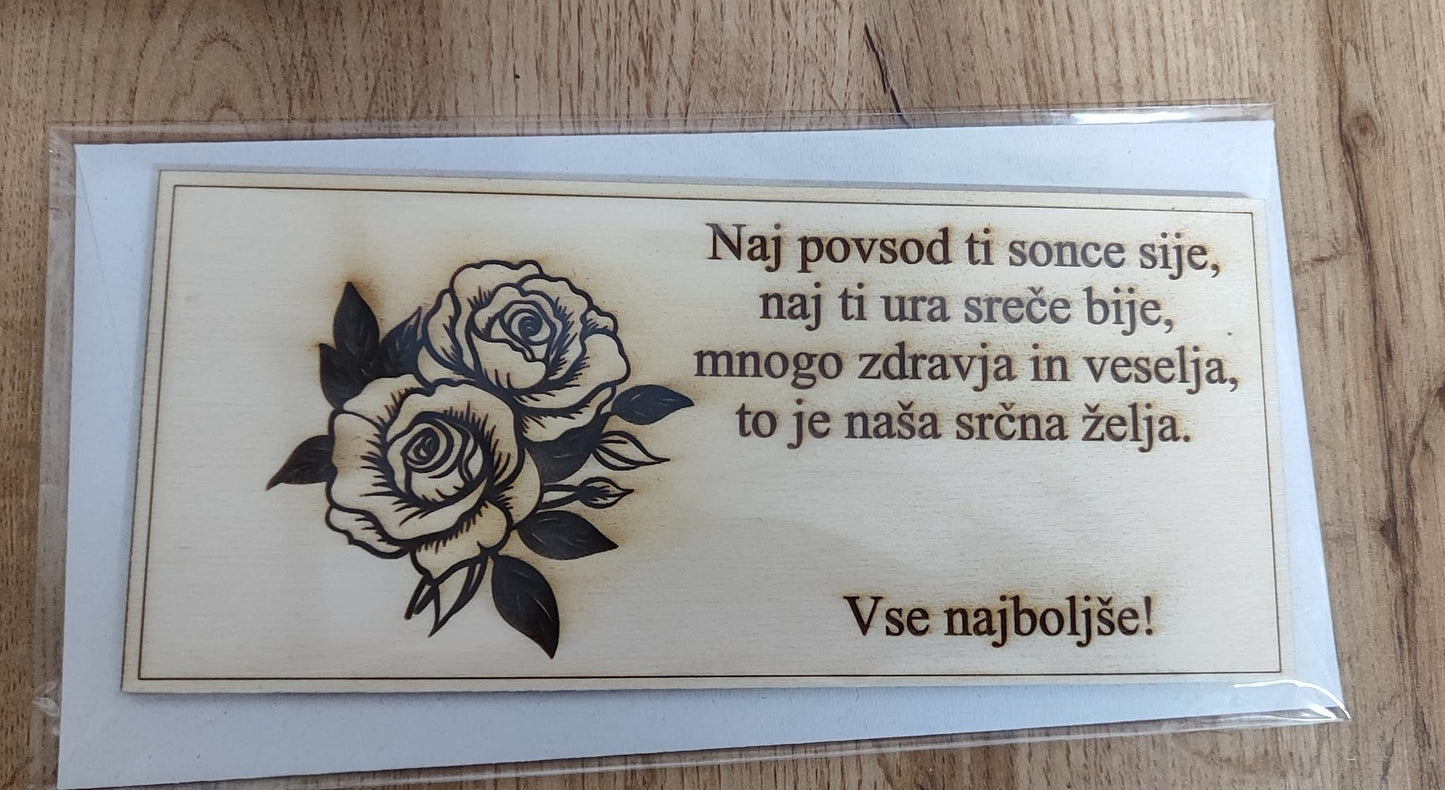 Naj povsod ti sonce sije,
naj ti ura sreče bije,
mnogo zdravja in veselja,
to je naša srčna želja.
Vse najboljše!